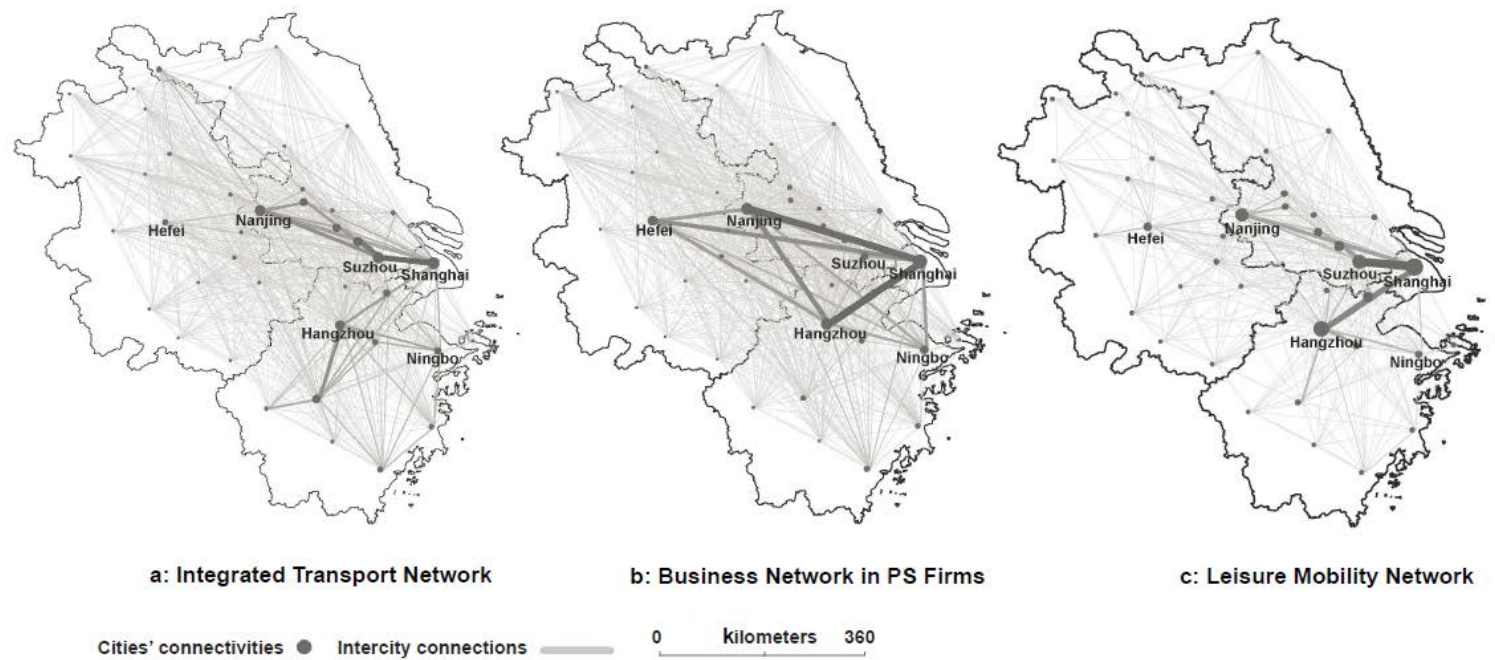 Hefei
Nanjing
Suzhou
Shanghai
Hangzhou
Ningbo
Hefei
Nanjing
Suzhou
Shanghai
Hangzhou
Ningbo
Hefei
Nanjing
Suzhou
Shanghai
Hangzhou
Ningbo
a: Integrated Transport Network
b: Business Network in PS Firms
c: Leisure Mobility Network
Cities' connectivities
Intercity connections
0 kilometers 360